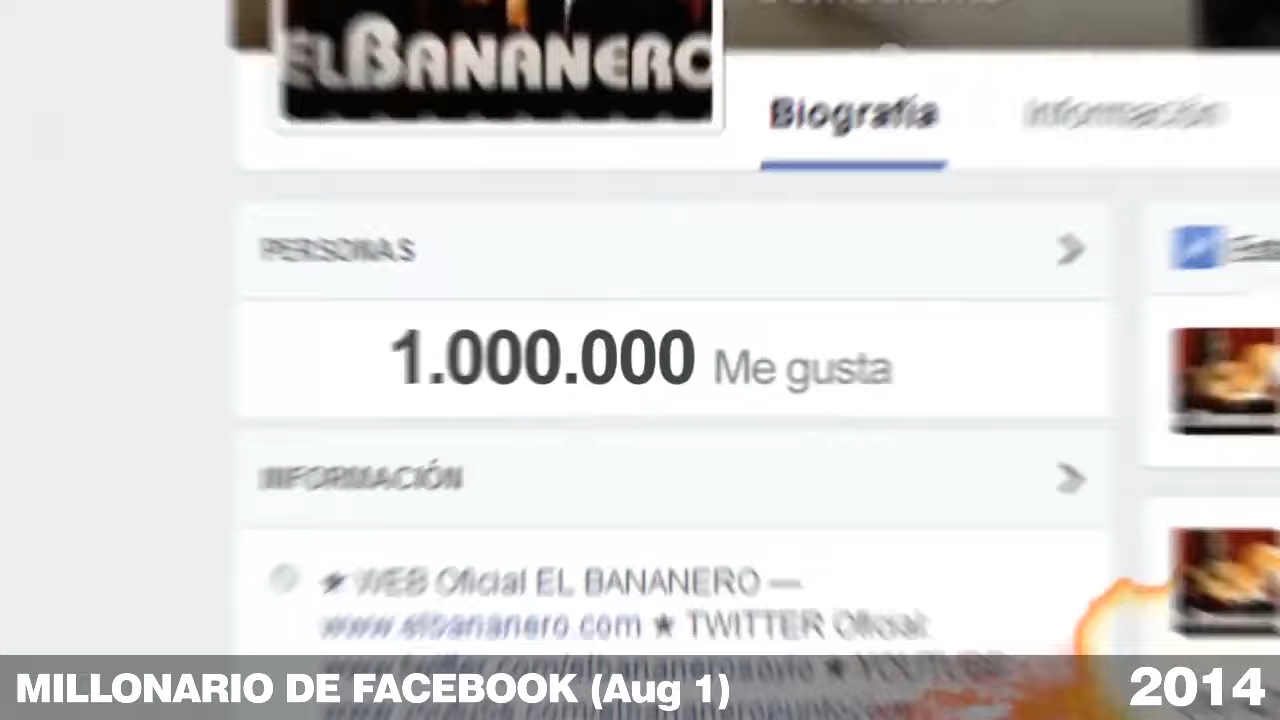 ELBANANERO
Biografía
Información
PERSONAS
1.000.000 Me gusta
INFORMACIÓN
★ WEB Oficial EL BANANERO —
www.elbananero.com ★ TWITTER Oficial:
MILLONARIO DE FACEBOOK (Aug 1)
2014